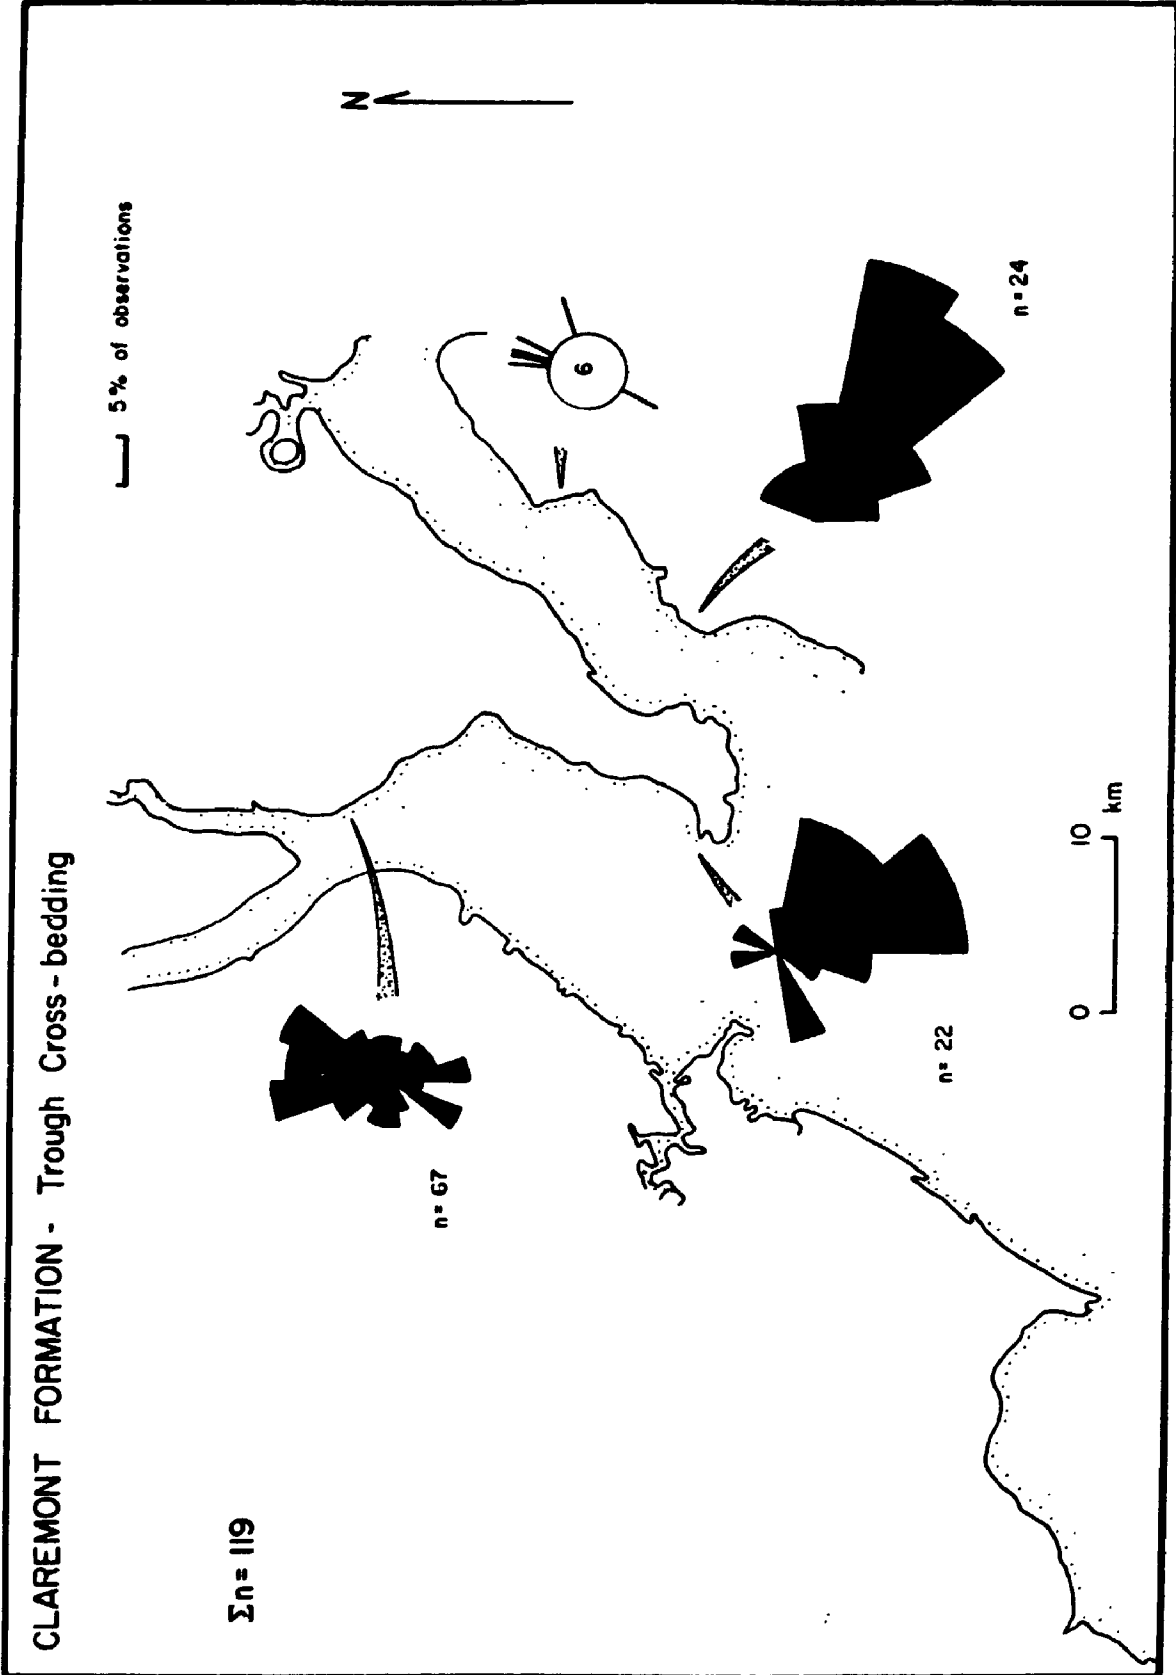 CLAREMONT FORMATION - Trough Cross-bedding
Σn = 119
5% of observations
N
n = 67
6
n = 22
n = 24
0 10
km